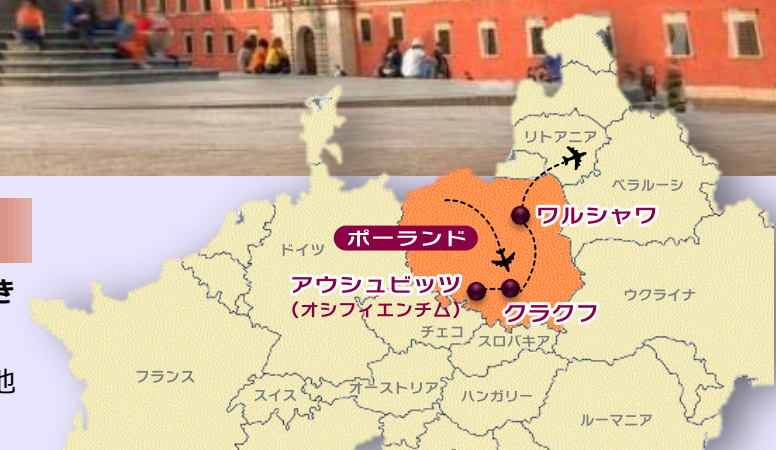 リトアニア
ベラルーシ
ワルシャワ
ポーランド
ドイツ
アウシュビッツ
（オシフィエンチム）
クラクフ
ウクライナ
き
チェコ
スロバキア
フランス
他
スイス
オーストリア
ハンガリー
ルーマニア